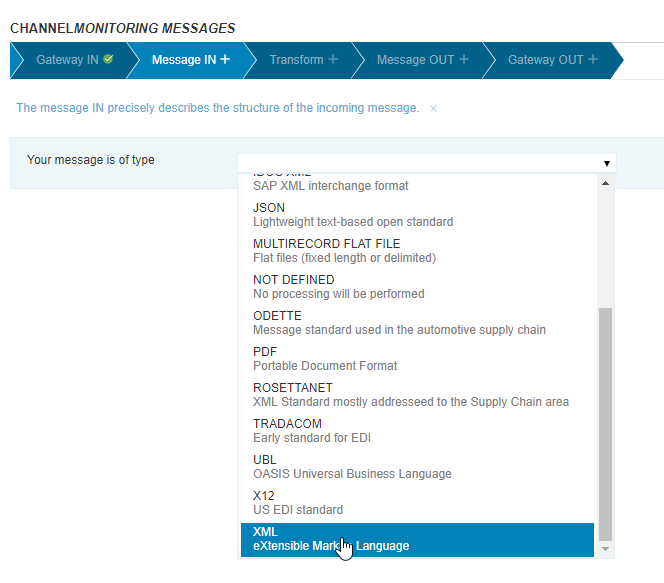 CHANNELMONITORING MESSAGES
Gateway IN
Message IN +
Transform +
Message OUT +
Gateway OUT +
The message IN precisely describes the structure of the incoming message. ×
Your message is of type
IDOC XML
SAP XML interchange format
JSON
Lightweight text-based open standard
MULTIRECORD FLAT FILE
Flat files (fixed length or delimited)
NOT DEFINED
No processing will be performed
ODETTE
Message standard used in the automotive supply chain
PDF
Portable Document Format
ROSETTANET
XML Standard mostly addresseed to the Supply Chain area
TRADACOM
Early standard for EDI
UBL
OASIS Universal Business Language
X12
US EDI standard
XML
eXtensible Markup Language